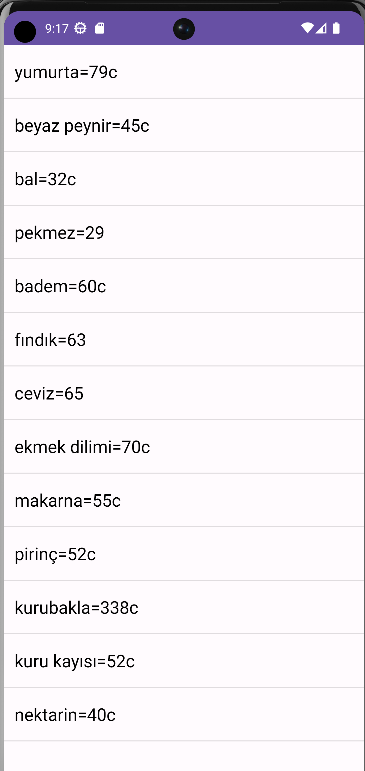 9:17
yumurta=79c
beyaz peynir=45c
bal=32c
pekmez=29
badem=60c
fındık=63
ceviz=65
ekmek dilimi=70c
makarna=55c
pirinç=52c
kurubakla=338c
kuru kayısı=52c
nektarin=40c